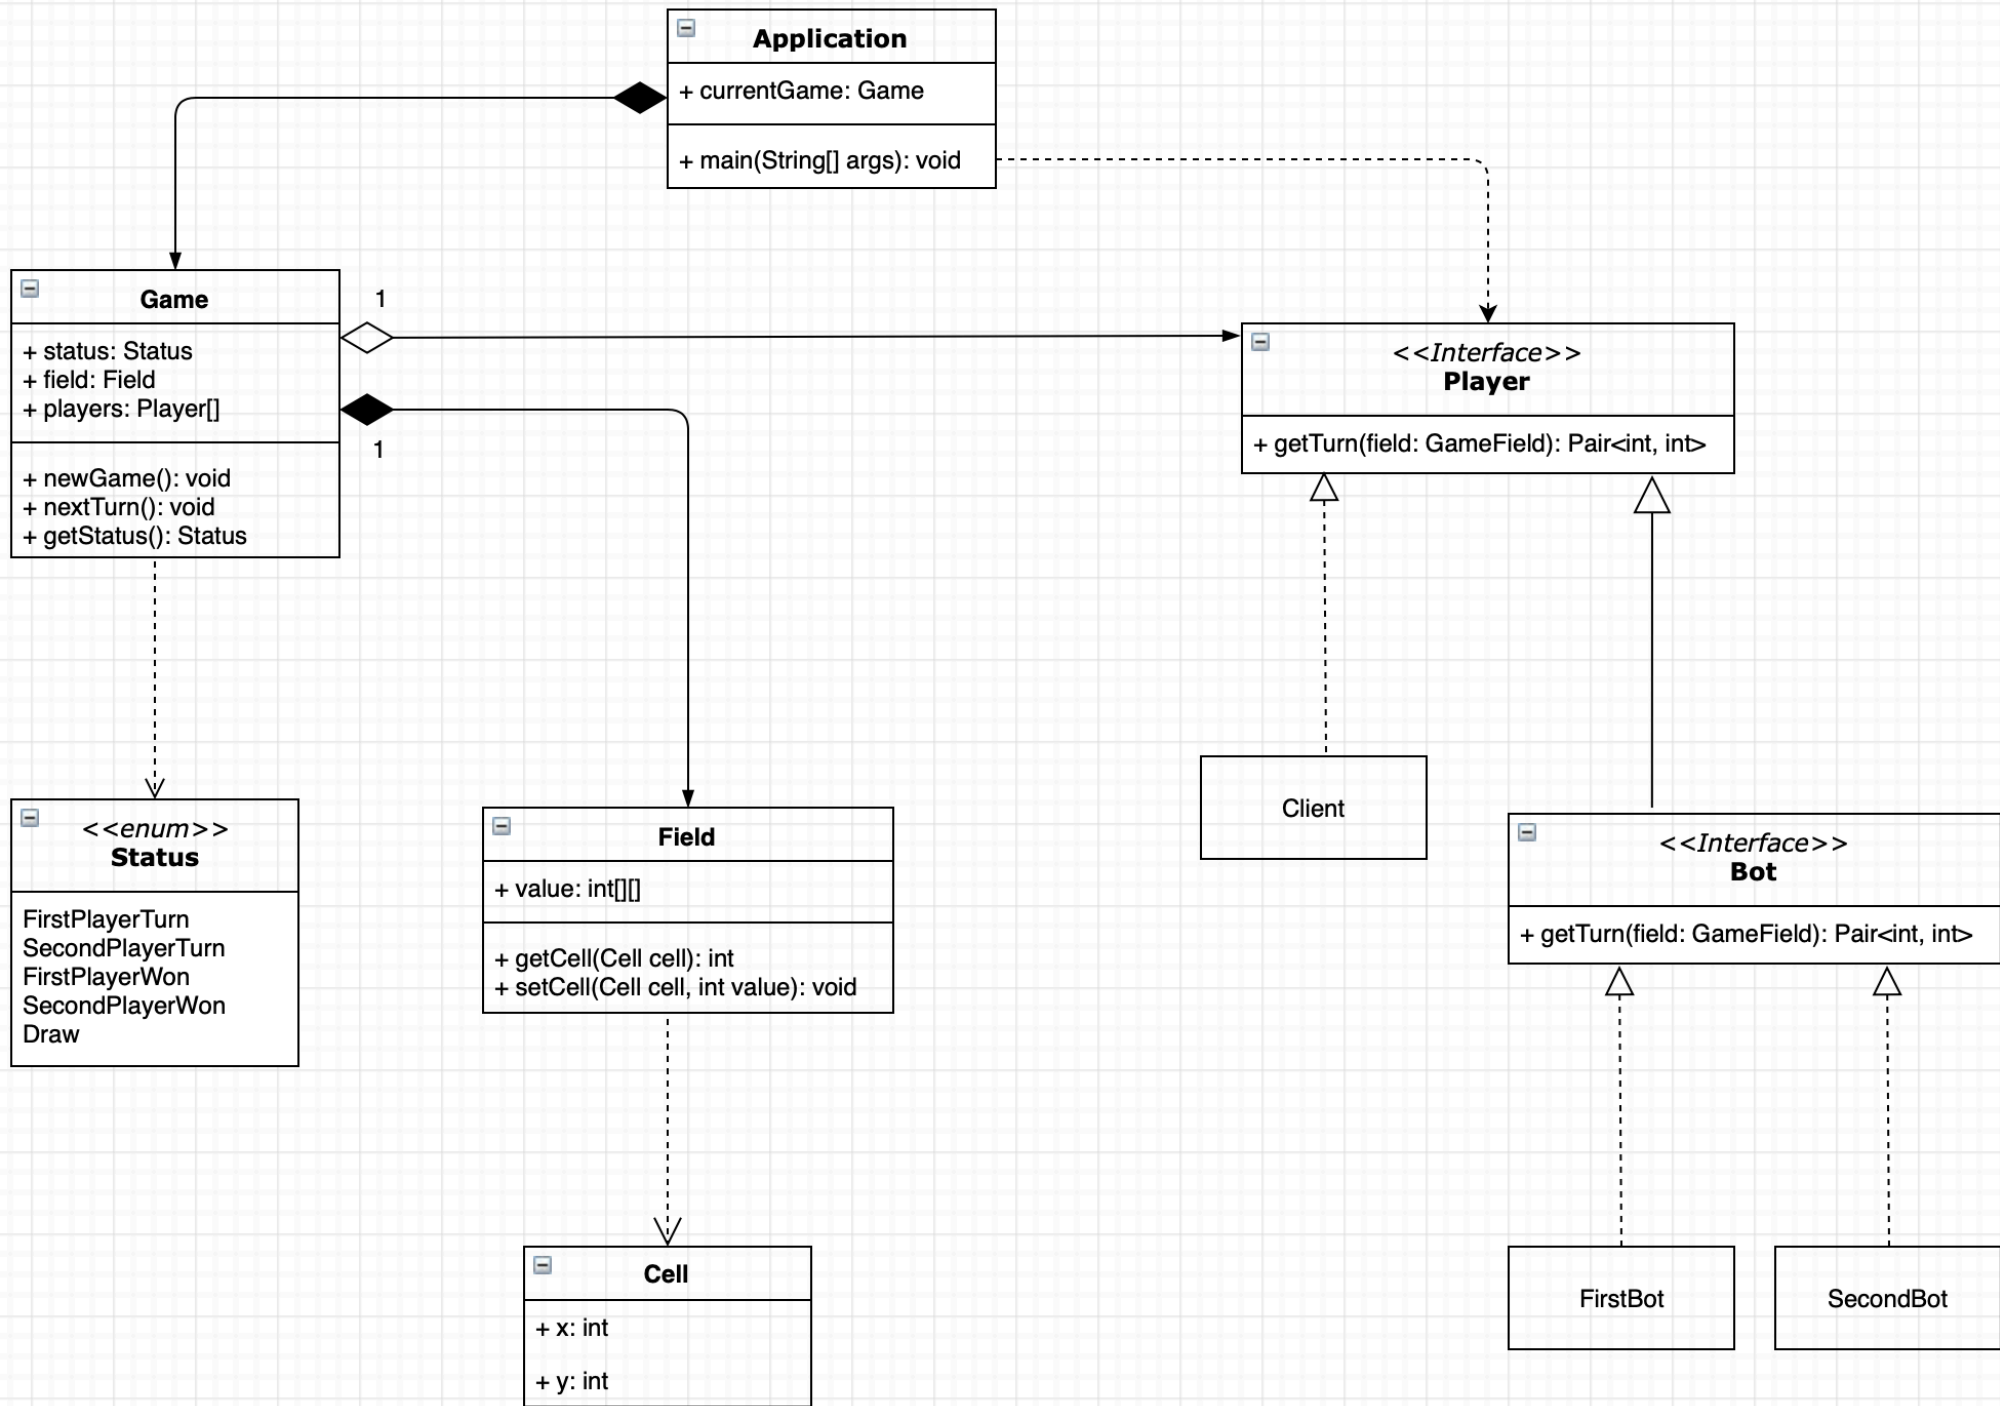 Application
+ currentGame: Game
+ main(String[] args): void
Game
+ status: Status
+ field: Field
+ players: Player[]
+ newGame(): void
+ nextTurn(): void
+ getStatus(): Status
1
1
<<Interface>>
Player
+ getTurn(field: GameField): Pair<int, int>
<<enum>>
Status
FirstPlayerTurn
SecondPlayerTurn
FirstPlayerWon
SecondPlayerWon
Draw
Field
+ value: int[][]
+ getCell(Cell cell): int
+ setCell(Cell cell, int value): void
Client
<<Interface>>
Bot
+ getTurn(field: GameField): Pair<int, int>
Cell
+ x: int
+ y: int
FirstBot
SecondBot